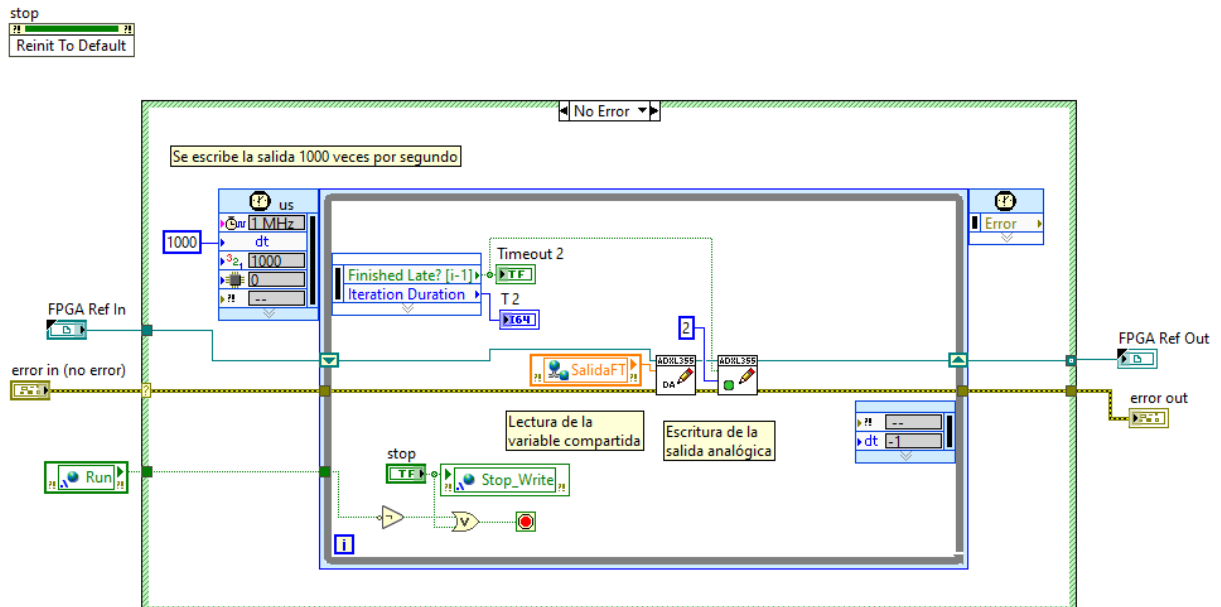 stop
Reinit To Default
No Error
Se escribe la salida 1000 veces por segundo
us
1 MHz
1000
dt
1000
0
?! --
Error
Finished Late? [i-1]
Iteration Duration
Timeout 2
TF
T 2
I64
FPGA Ref In
2
FPGA Ref Out
SalidaFT
ADXL355
DA
ADXL355
error in (no error)
error out
?! --
dt -1
Lectura de la
variable compartida
Escritura de la
salida analógica
stop
TF
Stop_Write
Run
V
i